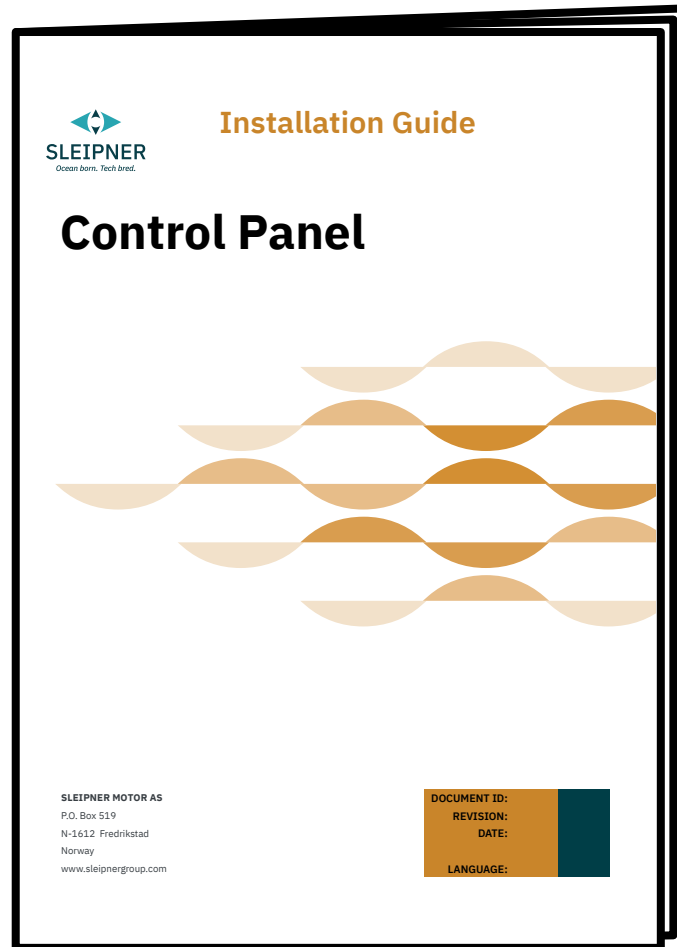 Installation Guide
SLEIPNER
Ocean born. Tech bred.
Control Panel
SLEIPNER MOTOR AS
P.O. Box 519
N-1612 Fredrikstad
Norway
www.sleipnergroup.com
DOCUMENT ID:
REVISION:
DATE:
LANGUAGE: